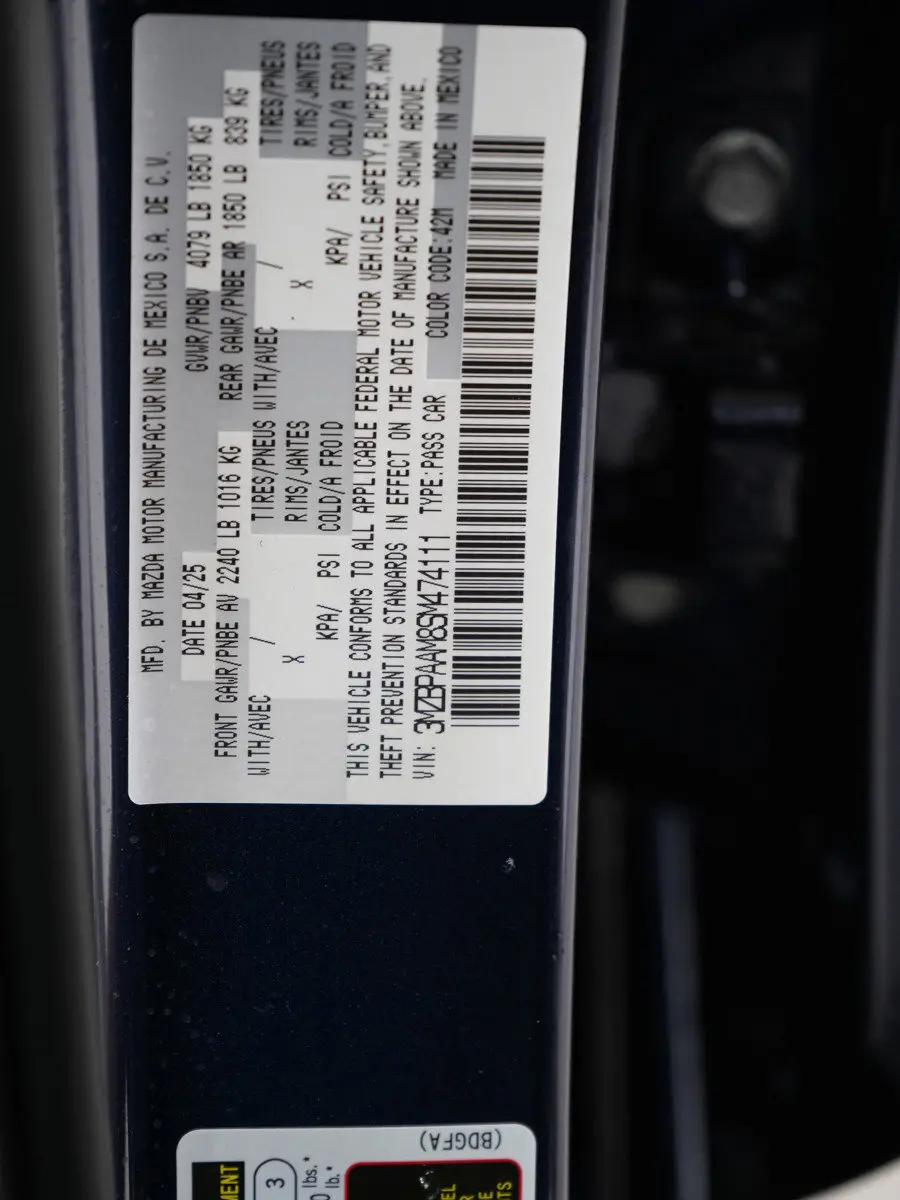 MFD. BY MAZDA MOTOR MANUFACTURING DE MEXICO S.A. DE C.V.
DATE 04/25 GVWR/PNBV 4079 LB 1850 KG
FRONT GAWR/PNBE AV 2240 LB 1016 KG REAR GAWR/PNBE AR 1850 LB 839 KG
WITH/AVEC / TIRES/PNEUS WITH/AVEC / TIRES/PNEUS
X RIMS/JANTES X RIMS/JANTES
KPA/ PSI COLD/A FROID KPA/ PSI COLD/A FROID
THIS VEHICLE CONFORMS TO ALL APPLICABLE FEDERAL MOTOR VEHICLE SAFETY, BUMPER, AND
THEFT PREVENTION STANDARDS IN EFFECT ON THE DATE OF MANUFACTURE SHOWN ABOVE.
VIN: 3MZBPAAM8SM474111 TYPE:PASS CAR COLOR CODE:42M MADE IN MEXICO
(BDGFA)
3
lbs.*
lb.*